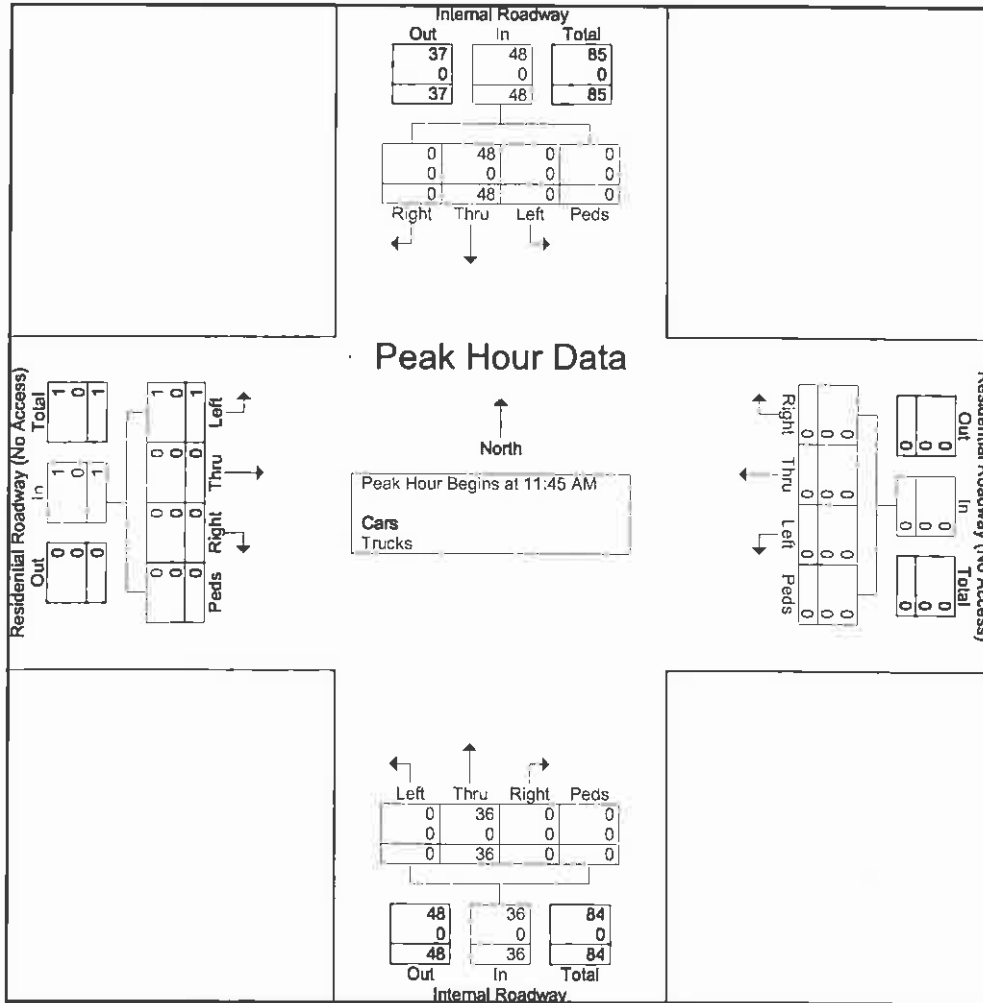 Internal Roadway
Out In Total
37 48 85
0 0 0
37 48 85
0 48 0 0
0 0 0 0
0 48 0 0
Right Thru Left Peds
Peak Hour Data
North
Peak Hour Begins at 11:45 AM
Cars
Trucks
Residential Roadway (No Access)
Out In Total
0 1 1
0 0 0
0 1 1
Left Thru Right Peds
1 0 0 0
0 0 0 0
1 0 0 0
Residential Roadway (No Access)
Out In Total
0 0 0
0 0 0
0 0 0
Right Thru Left Peds
0 0 0 0
0 0 0 0
0 0 0 0
Left Thru Right Peds
0 36 0 0
0 0 0 0
0 36 0 0
48 36 84
0 0 0
48 36 84
Out In Total
Internal Roadway